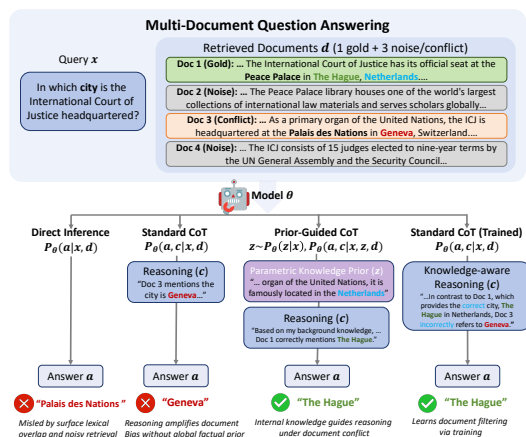 Multi-Document Question Answering
Query x
In which city is the
International Court of
Justice headquartered?
Retrieved Documents d (1 gold + 3 noise/conflict)
Doc 1 (Gold): ... The International Court of Justice has its official seat at the
Peace Palace in The Hague, Netherlands....
Doc 2 (Noise): ... The Peace Palace library houses one of the world's largest
collections of international law materials and serves scholars globally...
Doc 3 (Conflict): ... As a primary organ of the United Nations, the ICJ is
headquartered at the Palais des Nations in Geneva, Switzerland....
Doc 4 (Noise): ... The ICJ consists of 15 judges elected to nine-year terms by
the UN General Assembly and the Security Council...
Model θ
Direct Inference
Pθ(a|x, d)
Answer a
"Palais des Nations"
Misled by surface lexical
overlap and noisy retrieval
Standard CoT
Pθ(a, c|x, d)
Reasoning (c)
"Doc 3 mentions
the city is Geneva..."
Answer a
"Geneva"
Reasoning amplifies document
Bias without global factual prior
Prior-Guided CoT
z~Pθ(z|x), Pθ(a, c|x, z, d)
Parametric Knowledge Prior (z)
"... organ of the United Nations, it is
famously located in the Netherlands"
Reasoning (c)
"Based on my background knowledge, ...
Doc 1 correctly mentions The Hague."
Answer a
"The Hague"
Internal knowledge guides reasoning
under document conflict
Standard CoT (Trained)
Pθ(a, c|x, d)
Knowledge-aware
Reasoning (c)
"...In contrast to Doc 1, which
provides the correct city, The
Hague in Netherlands, Doc 3
incorrectly refers to Geneva."
Answer a
"The Hague"
Learns document filtering
via training